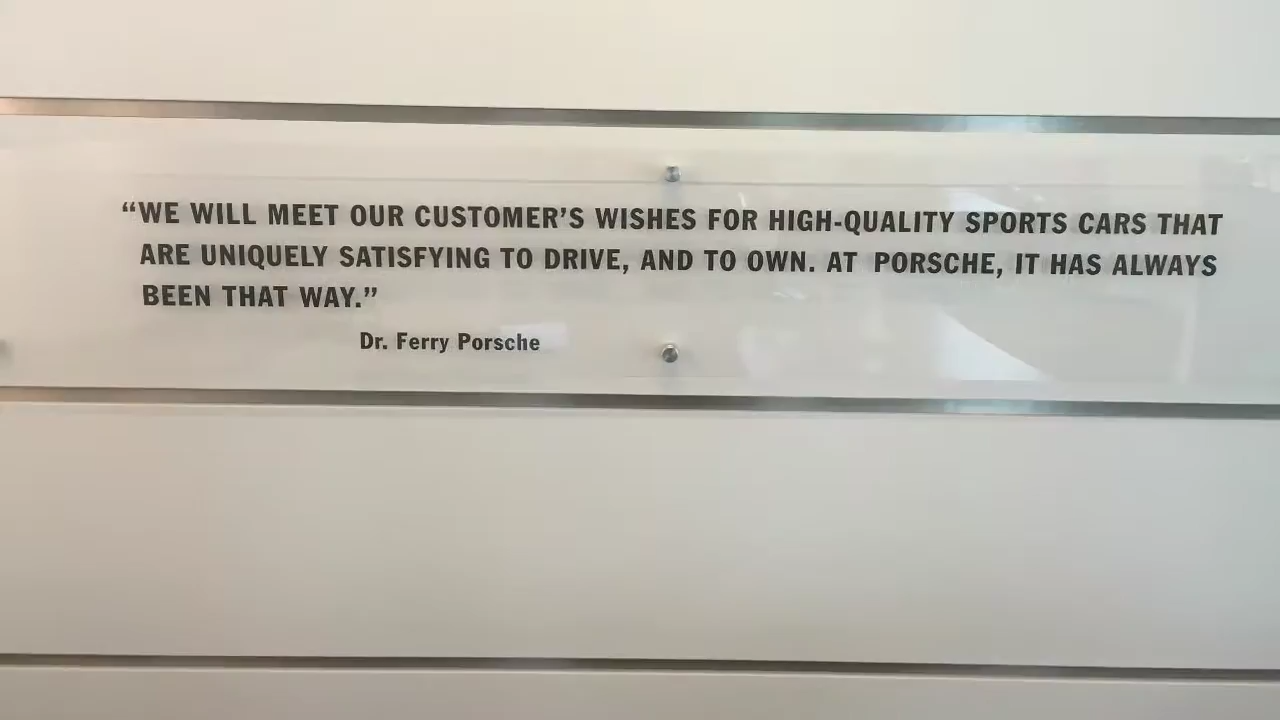 “WE WILL MEET OUR CUSTOMER’S WISHES FOR HIGH-QUALITY SPORTS CARS THAT
ARE UNIQUELY SATISFYING TO DRIVE, AND TO OWN. AT PORSCHE, IT HAS ALWAYS
BEEN THAT WAY.”
Dr. Ferry Porsche